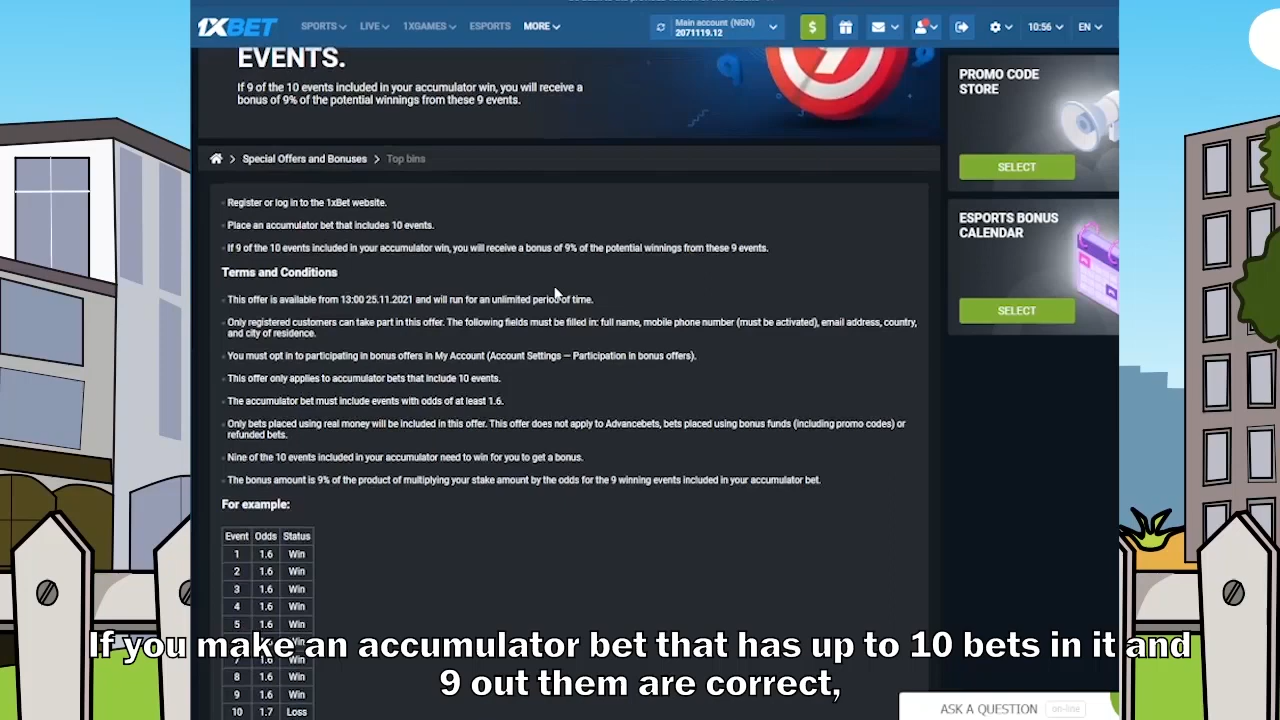 1XBET
SPORTS
LIVE
1XGAMES
ESPORTS
MORE
Main account (NGN)
2071119.12
$
10:56
EN
EVENTS.
If 9 of the 10 events included in your accumulator win, you will receive a
bonus of 9% of the potential winnings from these 9 events.
PROMO CODE
STORE
SELECT
Special Offers and Bonuses > Top bins
ESPORTS BONUS
CALENDAR
SELECT
Register or log in to the 1xBet website.
Place an accumulator bet that includes 10 events.
If 9 of the 10 events included in your accumulator win, you will receive a bonus of 9% of the potential winnings from these 9 events.
Terms and Conditions
This offer is available from 13:00 25.11.2021 and will run for an unlimited period of time.
Only registered customers can take part in this offer. The following fields must be filled in: full name, mobile phone number (must be activated), email address, country,
and city of residence.
You must opt in to participating in bonus offers in My Account (Account Settings — Participation in bonus offers).
This offer only applies to accumulator bets that include 10 events.
The accumulator bet must include events with odds of at least 1.6.
Only bets placed using real money will be included in this offer. This offer does not apply to Advancebets, bets placed using bonus funds (including promo codes) or
refunded bets.
Nine of the 10 events included in your accumulator need to win for you to get a bonus.
The bonus amount is 9% of the product of multiplying your stake amount by the odds for the 9 winning events included in your accumulator bet.
For example:
Event Odds Status
1 1.6 Win
2 1.6 Win
3 1.6 Win
4 1.6 Win
5 1.6 Win
7 1.6 Win
8 1.6 Win
9 1.6 Win
10 1.7 Loss
If you make an accumulator bet that has up to 10 bets in it and
9 out them are correct,
ASK A QUESTION
on-line